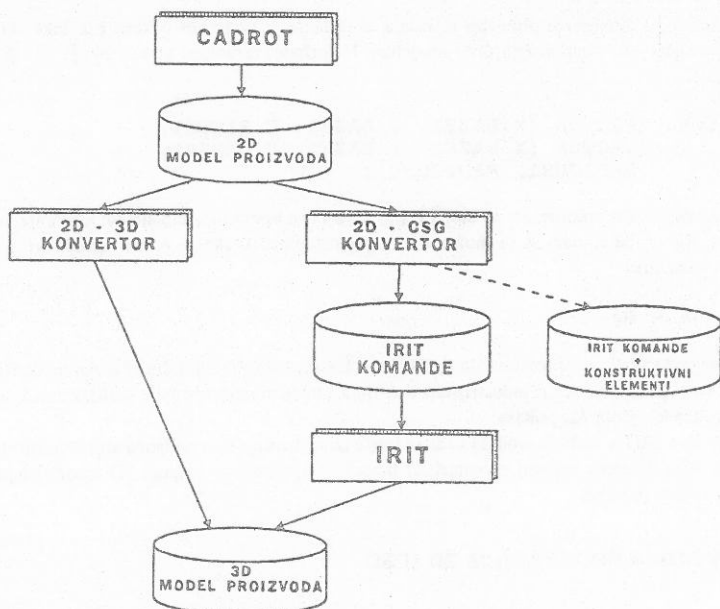 CADROT
2D
MODEL PROIZVODA
2D - 3D
KONVERTOR
2D - CSG
KONVERTOR
IRIT
KOMANDE
IRIT KOMANDE
+
KONSTRUKTIVNI
ELEMENTI
IRIT
3D
MODEL PROIZVODA